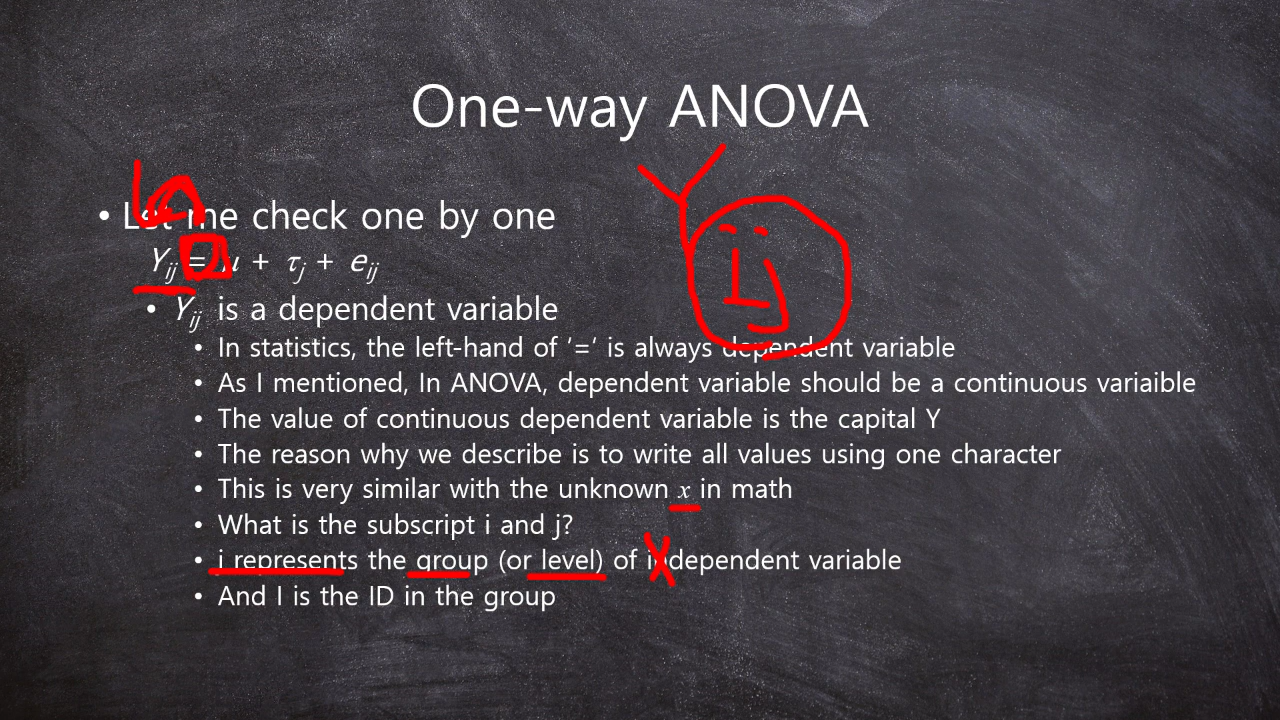 One-way ANOVA
• Let me check one by one
Y
Yij = μ + τj + eij
ij
• Yij is a dependent variable
• In statistics, the left-hand of ‘=’ is always dependent variable
• As I mentioned, In ANOVA, dependent variable should be a continuous variaible
• The value of continuous dependent variable is the capital Y
• The reason why we describe is to write all values using one character
• This is very similar with the unknown x in math
• What is the subscript i and j?
• j represents the group (or level) of independent variable
• And I is the ID in the group